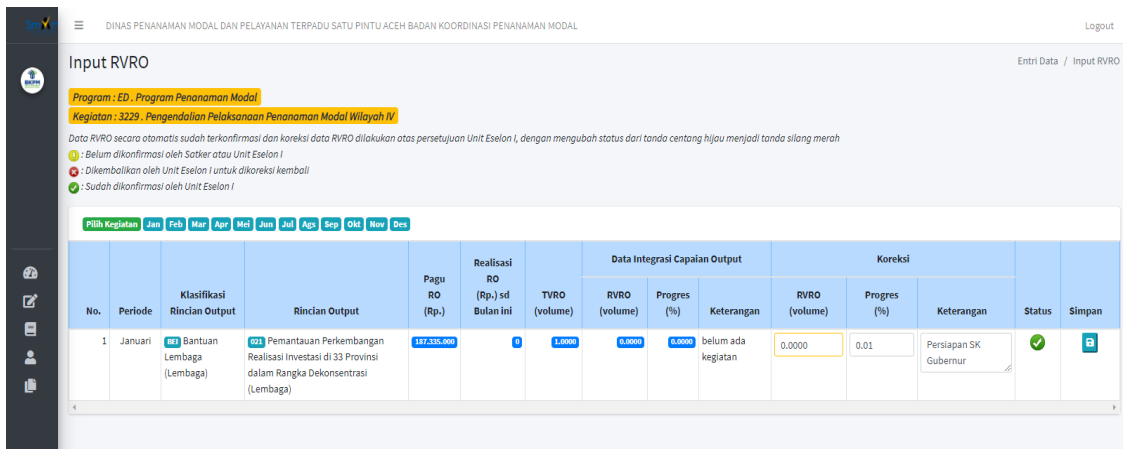 DINAS PENANAMAN MODAL DAN PELAYANAN TERPADU SATU PINTU ACEH BADAN KOORDINASI PENANAMAN MODAL
Logout
BKPM
Input RVRO
Entri Data / Input RVRO
Program : ED . Program Penanaman Modal
Kegiatan : 3229 . Pengendalian Pelaksanaan Penanaman Modal Wilayah IV
Data RVRO secara otomatis sudah terkonfirmasi dan koreksi data RVRO dilakukan atas persetujuan Unit Eselon I, dengan mengubah status dari tanda centang hijau menjadi tanda silang merah
: Belum dikonfirmasi oleh Satker atau Unit Eselon I
: Dikembalikan oleh Unit Eselon I untuk dikoreksi kembali
: Sudah dikonfirmasi oleh Unit Eselon I
Pilih Kegiatan Jan Feb Mar Apr Mei Jun Jul Ags Sep Okt Nov Des
Data Integrasi Capaian Output Koreksi
No. Periode Klasifikasi Rincian Output Rincian Output Pagu RO (Rp.) Realisasi RO (Rp.) sd Bulan ini TVRO (volume) RVRO (volume) Progres (%) Keterangan RVRO (volume) Progres (%) Keterangan Status Simpan
1 Januari BEI Bantuan Lembaga (Lembaga) 021 Pemantauan Perkembangan Realisasi Investasi di 33 Provinsi dalam Rangka Dekonsentrasi (Lembaga) 187.335.000 0 1.0000 0.0000 0.0000 belum ada kegiatan 0.0000 0.01 Persiapan SK Gubernur